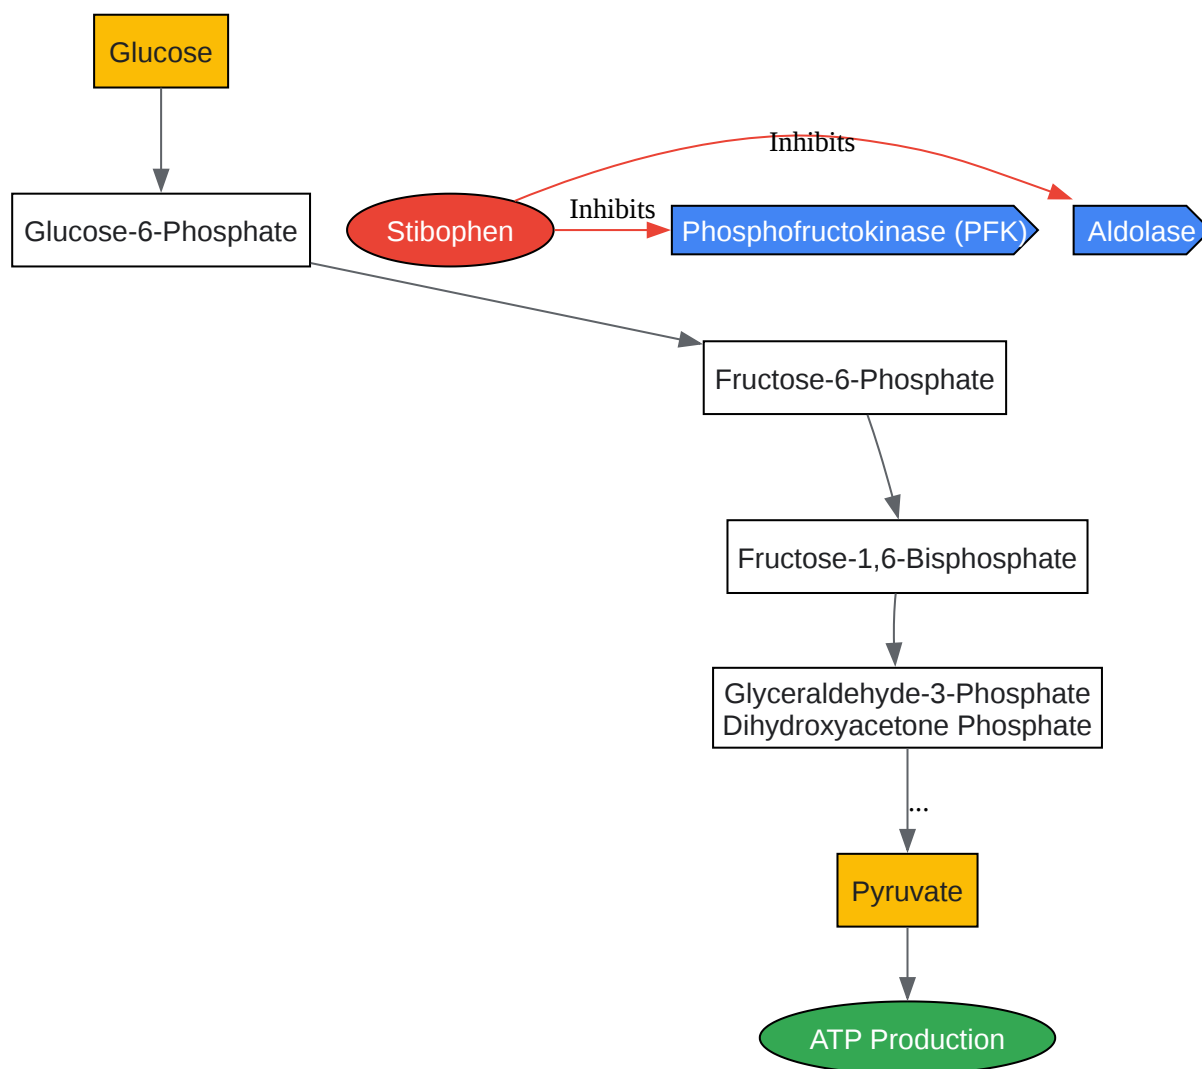 Glucose
Inhibits
Inhibits
Glucose-6-Phosphate
Stibophen
Phosphofructokinase (PFK)
Aldolase
Fructose-6-Phosphate
Fructose-1,6-Bisphosphate
Glyceraldehyde-3-Phosphate
Dihydroxyacetone Phosphate
...
Pyruvate
ATP Production